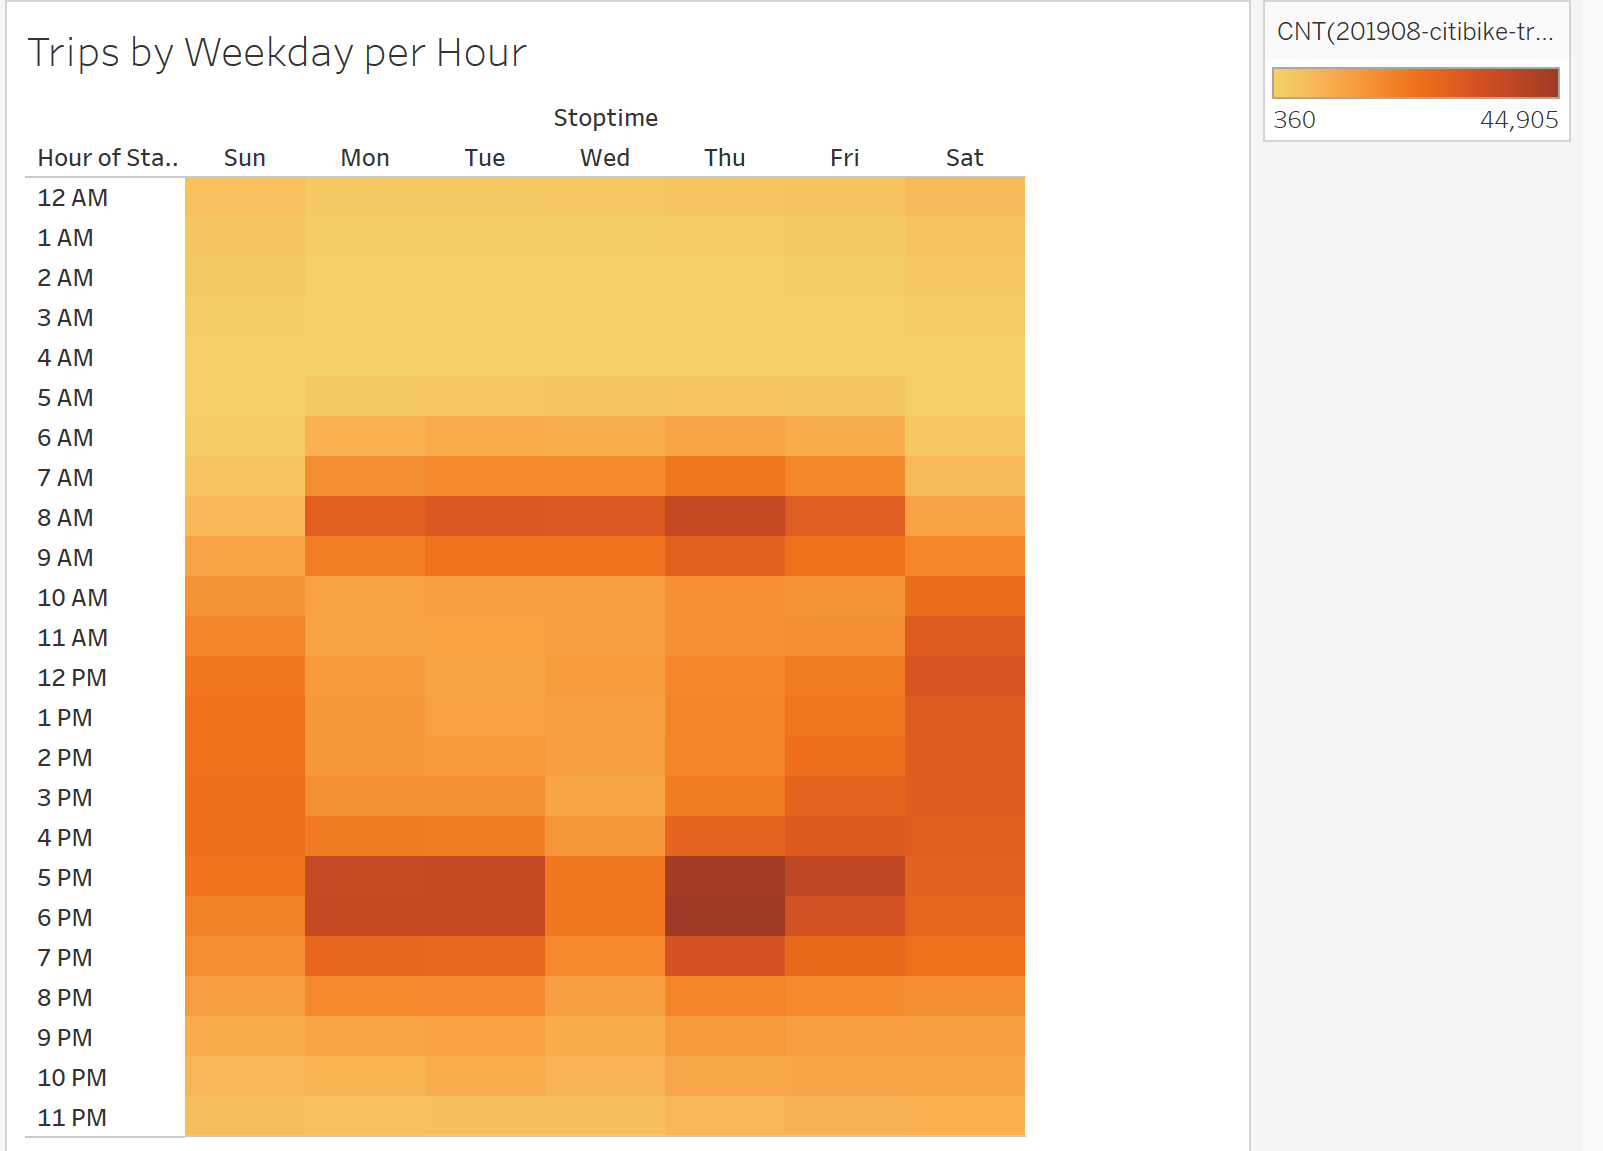 Trips by Weekday per Hour
CNT(201908-citibike-tr...
360 44,905
Stoptime
Hour of Sta.. Sun Mon Tue Wed Thu Fri Sat
12 AM
1 AM
2 AM
3 AM
4 AM
5 AM
6 AM
7 AM
8 AM
9 AM
10 AM
11 AM
12 PM
1 PM
2 PM
3 PM
4 PM
5 PM
6 PM
7 PM
8 PM
9 PM
10 PM
11 PM